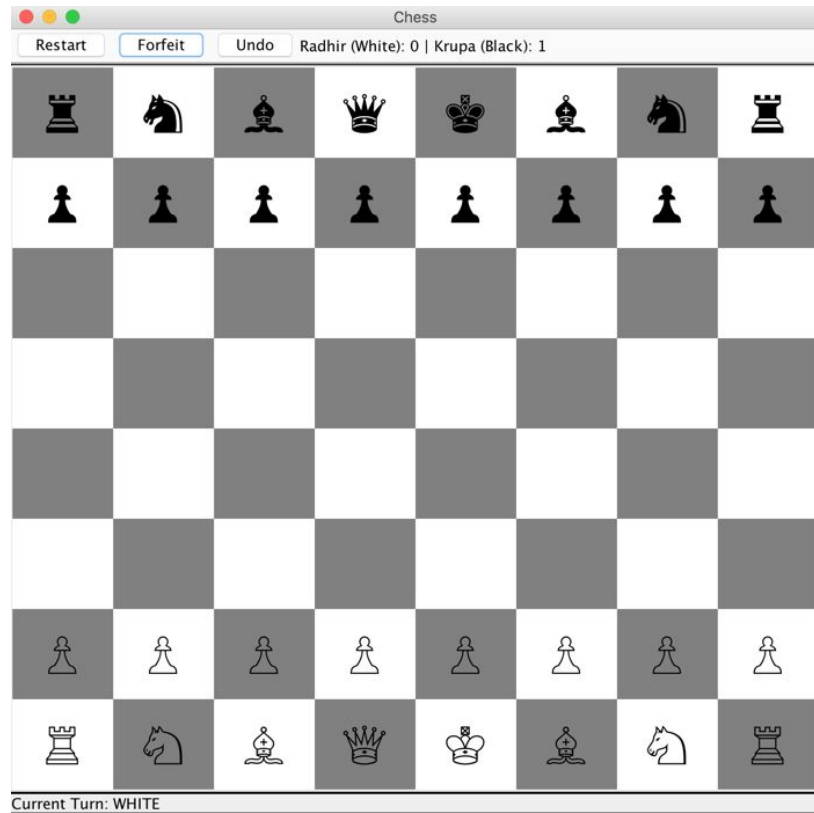 Chess
Restart Forfeit Undo Radhir (White): 0 | Krupa (Black): 1
Current Turn: WHITE